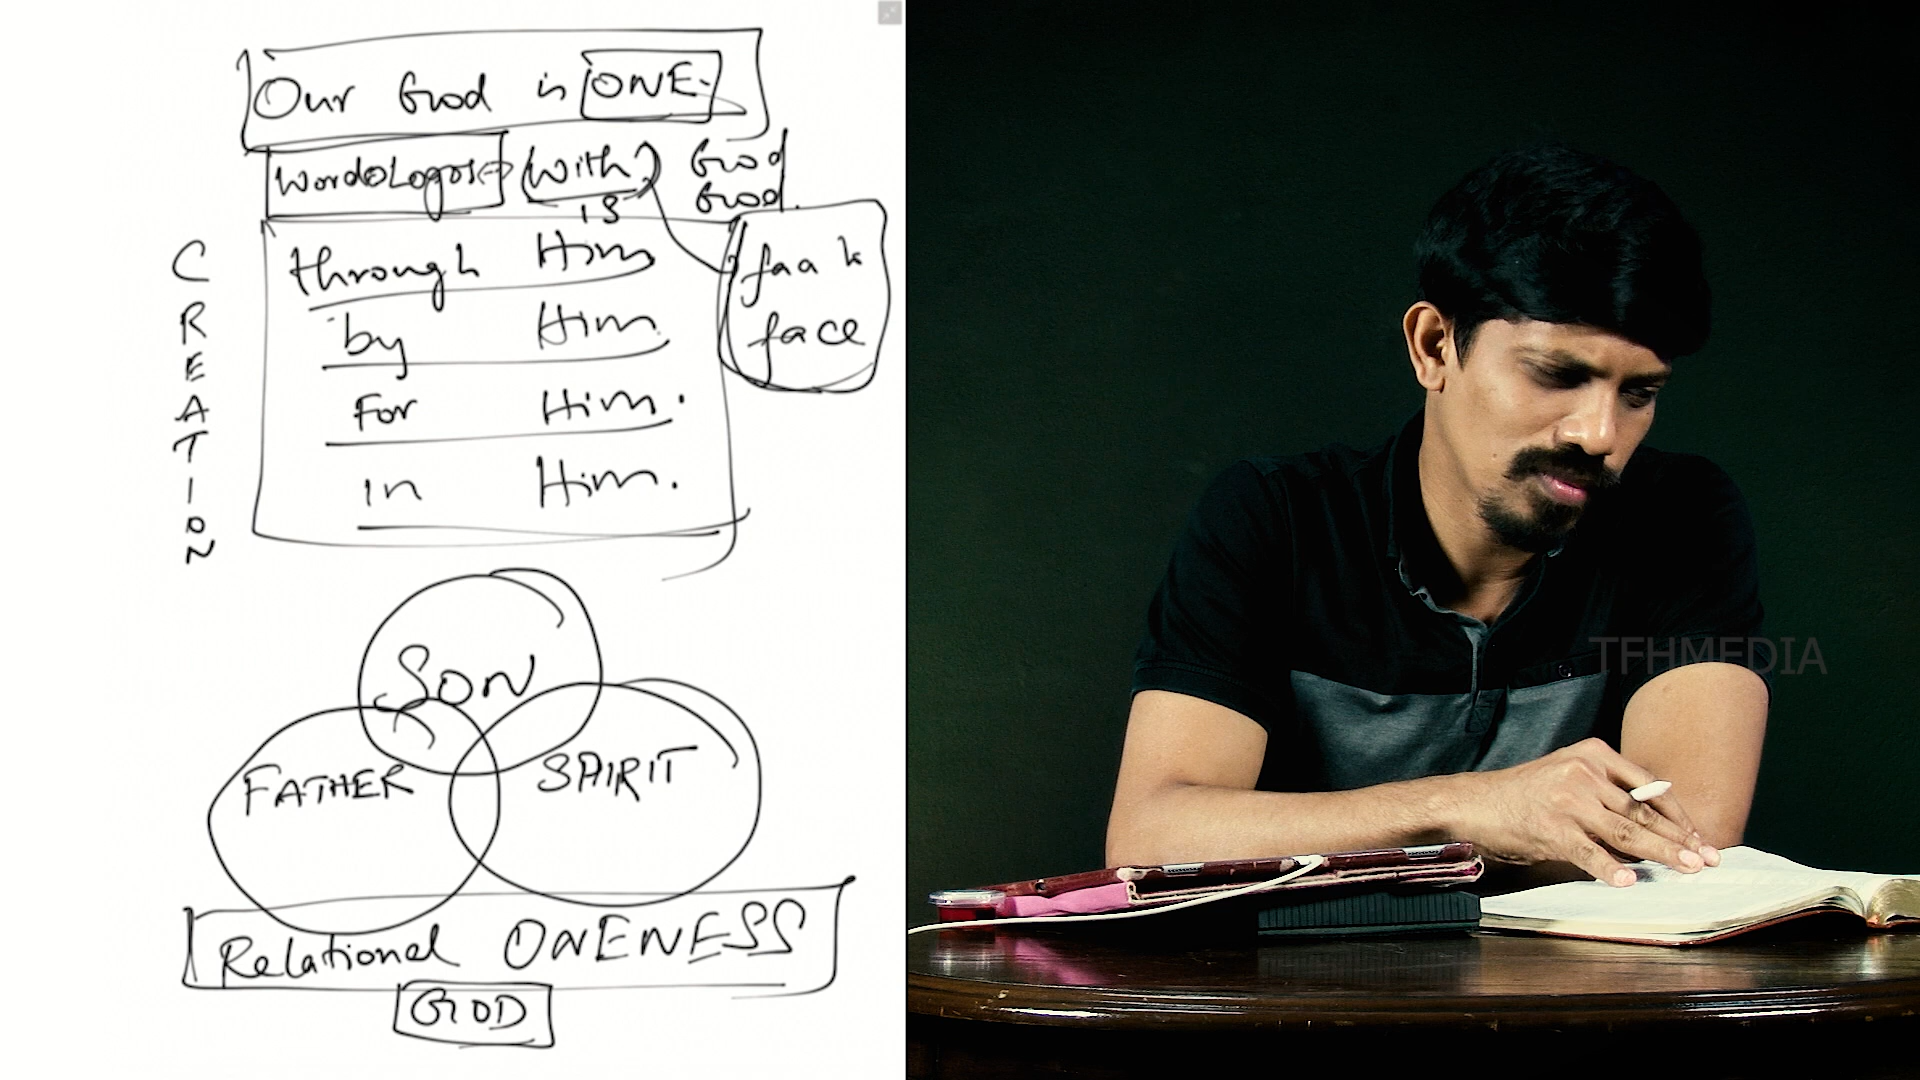 Our God is ONE.
Word Logos (with) God
is God.
through Him
by Him
For Him.
in Him.
CREATION
face
SON
FATHER
SPIRIT
Relational ONENESS
GOD
TFHMEDIA